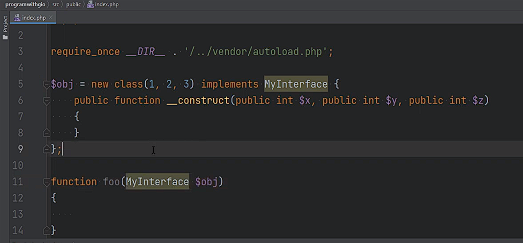 programwithgio src public index.php
Project
index.php
2
3 require_once __DIR__ . '/../vendor/autoload.php';
4
5 $obj = new class(1, 2, 3) implements MyInterface {
6 public function __construct(public int $x, public int $y, public int $z)
7 {
8 }
9 };
10
11 function foo(MyInterface $obj)
12 {
13
14 }